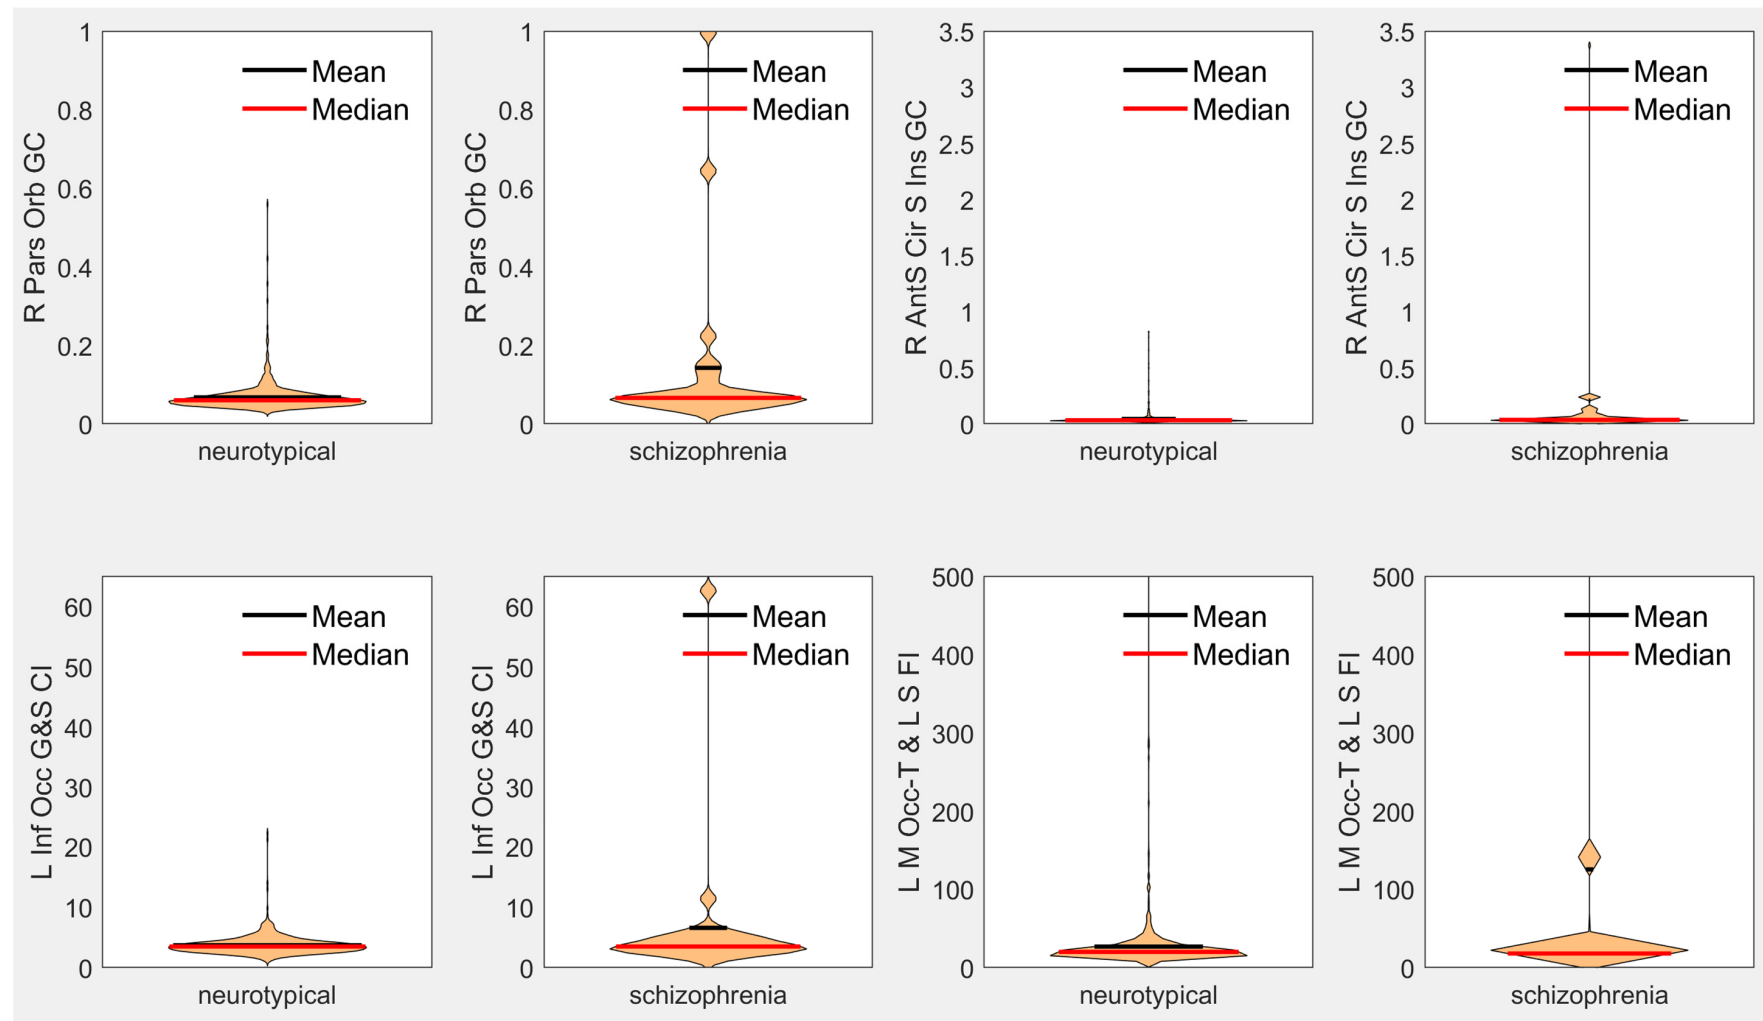 R Pars Orb GC
1
0.8
0.6
0.4
0.2
0
Mean
Median
neurotypical
R Pars Orb GC
1
0.8
0.6
0.4
0.2
0
Mean
Median
schizophrenia
R AntS Cir S Ins GC
3.5
3
2.5
2
1.5
1
0.5
0
Mean
Median
neurotypical
R AntS Cir S Ins GC
3.5
3
2.5
2
1.5
1
0.5
0
Mean
Median
schizophrenia
L Inf Occ G&S CI
60
50
40
30
20
10
0
Mean
Median
neurotypical
L Inf Occ G&S CI
60
50
40
30
20
10
0
Mean
Median
schizophrenia
L M Occ-T & L S FI
500
400
300
200
100
0
Mean
Median
neurotypical
L M Occ-T & L S FI
500
400
300
200
100
0
Mean
Median
schizophrenia